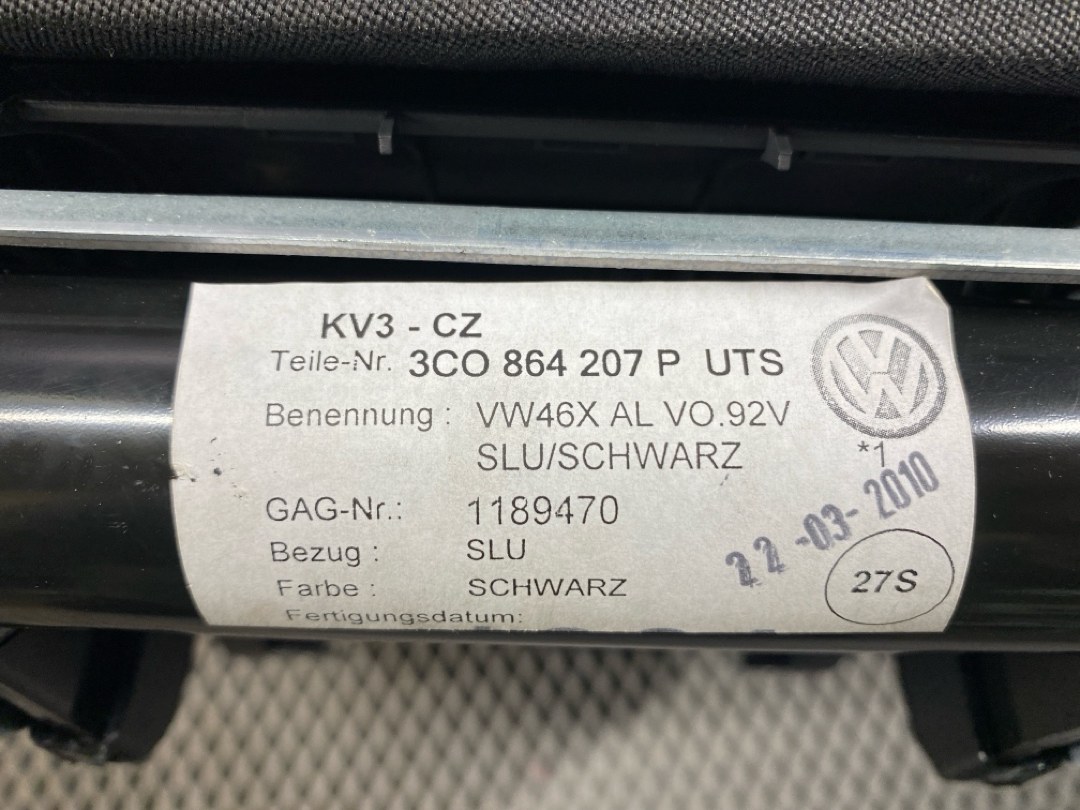 KV3 - CZ
Teile-Nr. 3CO 864 207 P UTS
Benennung : VW46X AL VO.92V
SLU/SCHWARZ
*1
GAG-Nr.: 1189470
22-03-2010
Bezug : SLU
Farbe : SCHWARZ
27S
Fertigungsdatum: